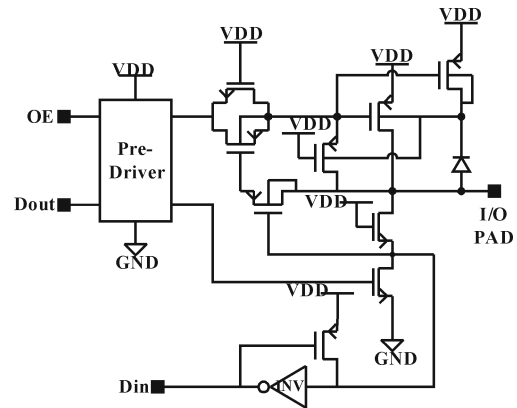 VDD
VDD
VDD
VDD
OE
Pre-
Driver
VDD
Dout
VDD
I/O
PAD
GND
VDD
GND
Din
INV